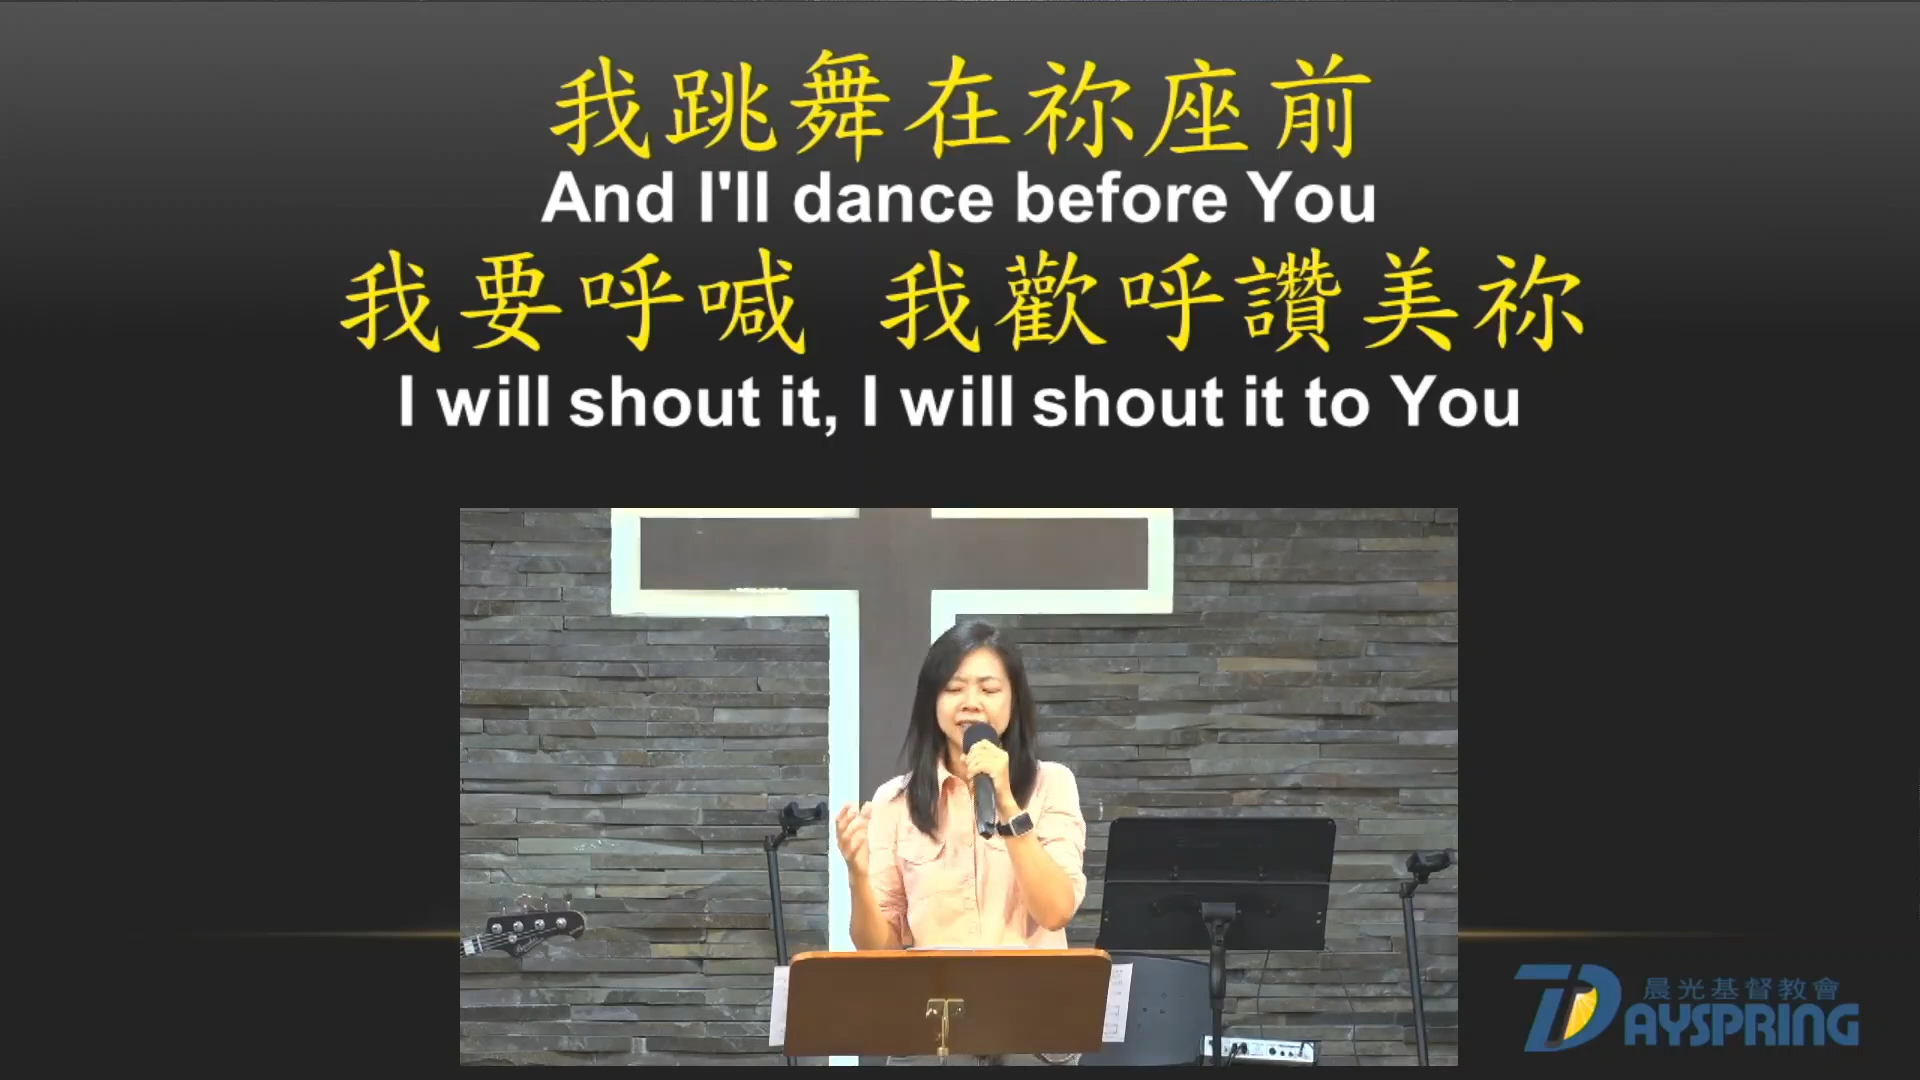 我跳舞在祢座前
And I'll dance before You
我要呼喊 我歡呼讚美祢
I will shout it, I will shout it to You
晨光基督教會
DAYSPRING